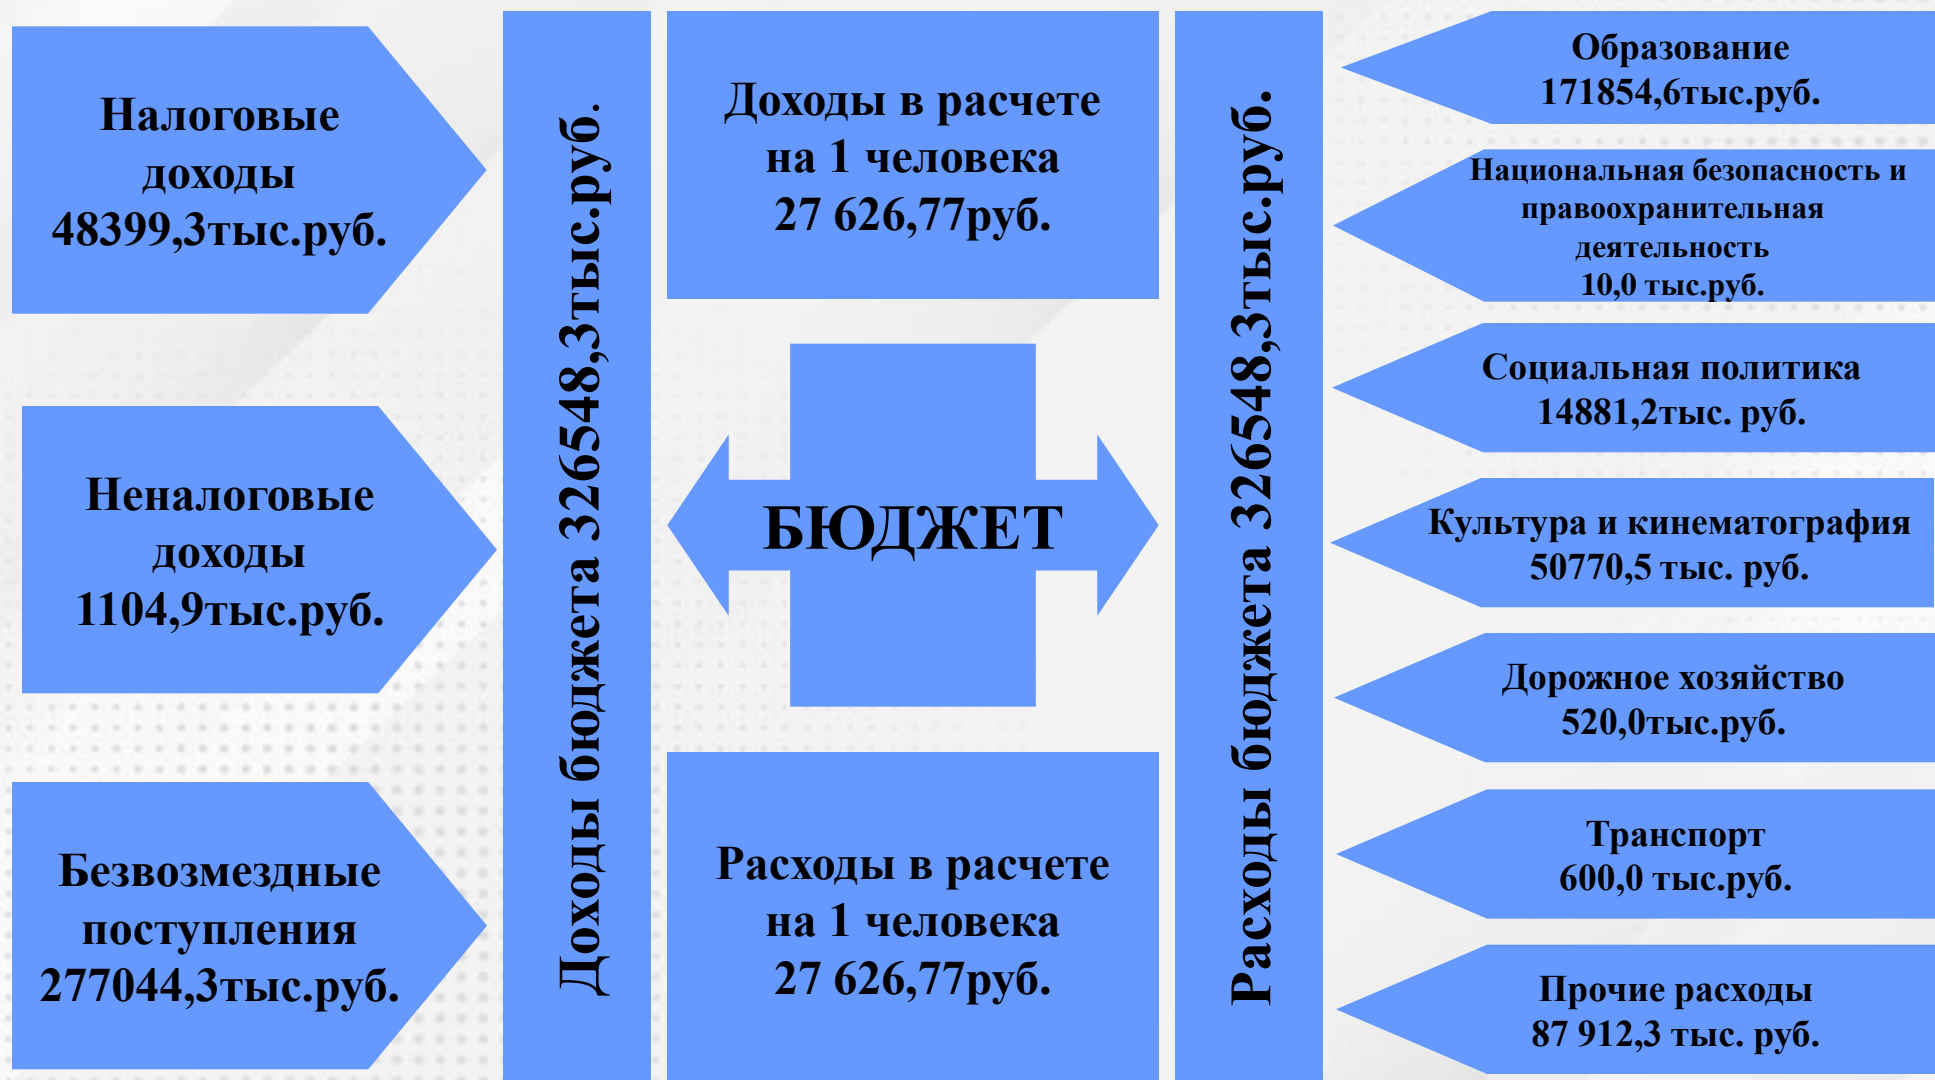 Налоговые
доходы
48399,3тыс.руб.
Неналоговые
доходы
1104,9тыс.руб.
Безвозмездные
поступления
277044,3тыс.руб.
Доходы бюджета 326548,3тыс.руб.
Доходы в расчете
на 1 человека
27 626,77руб.
БЮДЖЕТ
Расходы в расчете
на 1 человека
27 626,77руб.
Расходы бюджета 326548,3тыс.руб.
Образование
171854,6тыс.руб.
Национальная безопасность и
правоохранительная
деятельность
10,0 тыс.руб.
Социальная политика
14881,2тыс. руб.
Культура и кинематография
50770,5 тыс. руб.
Дорожное хозяйство
520,0тыс.руб.
Транспорт
600,0 тыс.руб.
Прочие расходы
87 912,3 тыс. руб.